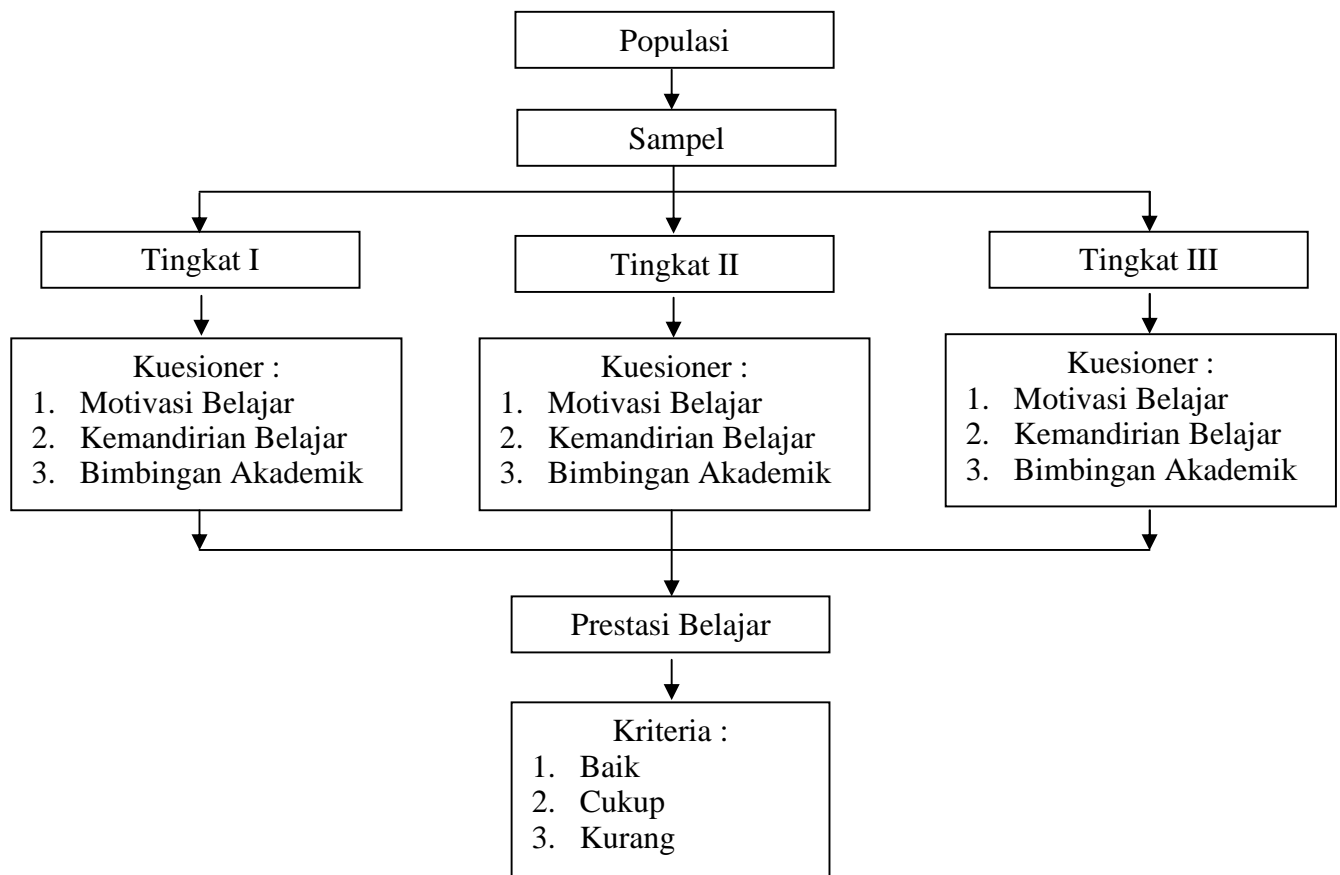 Populasi
Sampel
Tingkat I
Tingkat II
Tingkat III
Kuesioner :
1. Motivasi Belajar
2. Kemandirian Belajar
3. Bimbingan Akademik
Kuesioner :
1. Motivasi Belajar
2. Kemandirian Belajar
3. Bimbingan Akademik
Kuesioner :
1. Motivasi Belajar
2. Kemandirian Belajar
3. Bimbingan Akademik
Prestasi Belajar
Kriteria :
1. Baik
2. Cukup
3. Kurang